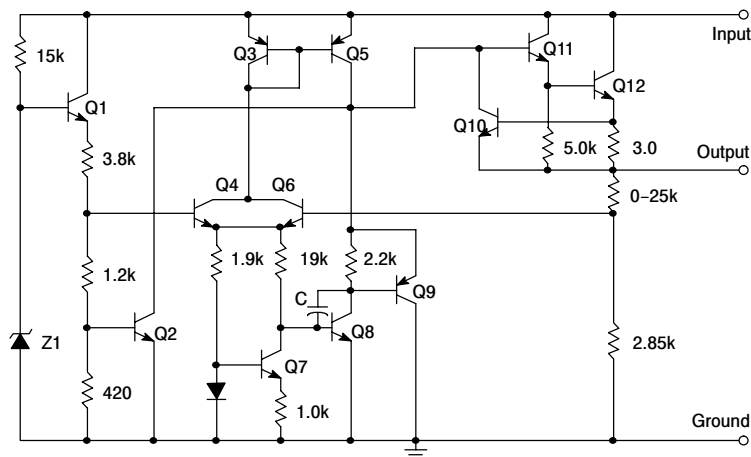 Input
15k
Q3
Q5
Q11
Q12
Q1
Q10
5.0k
3.0
Output
3.8k
0–25k
Q4
Q6
1.9k
19k
2.2k
1.2k
C
Q9
Q2
Q8
Z1
2.85k
Q7
420
1.0k
Ground